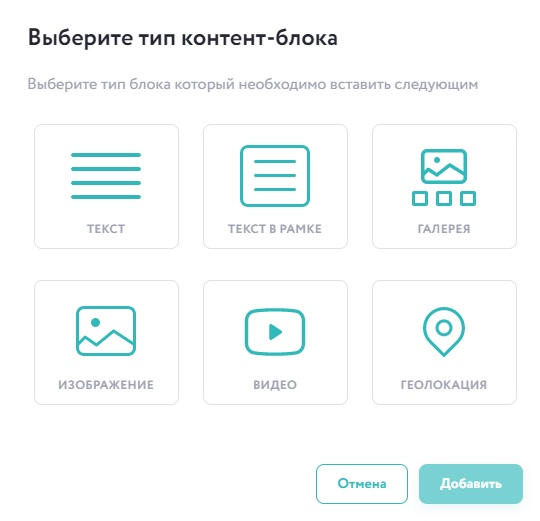 Выберите тип контент-блока
Выберите тип блока который необходимо вставить следующим
ТЕКСТ
ТЕКСТ В РАМКЕ
ГАЛЕРЕЯ
ИЗОБРАЖЕНИЕ
ВИДЕО
ГЕОЛОКАЦИЯ
Отмена
Добавить